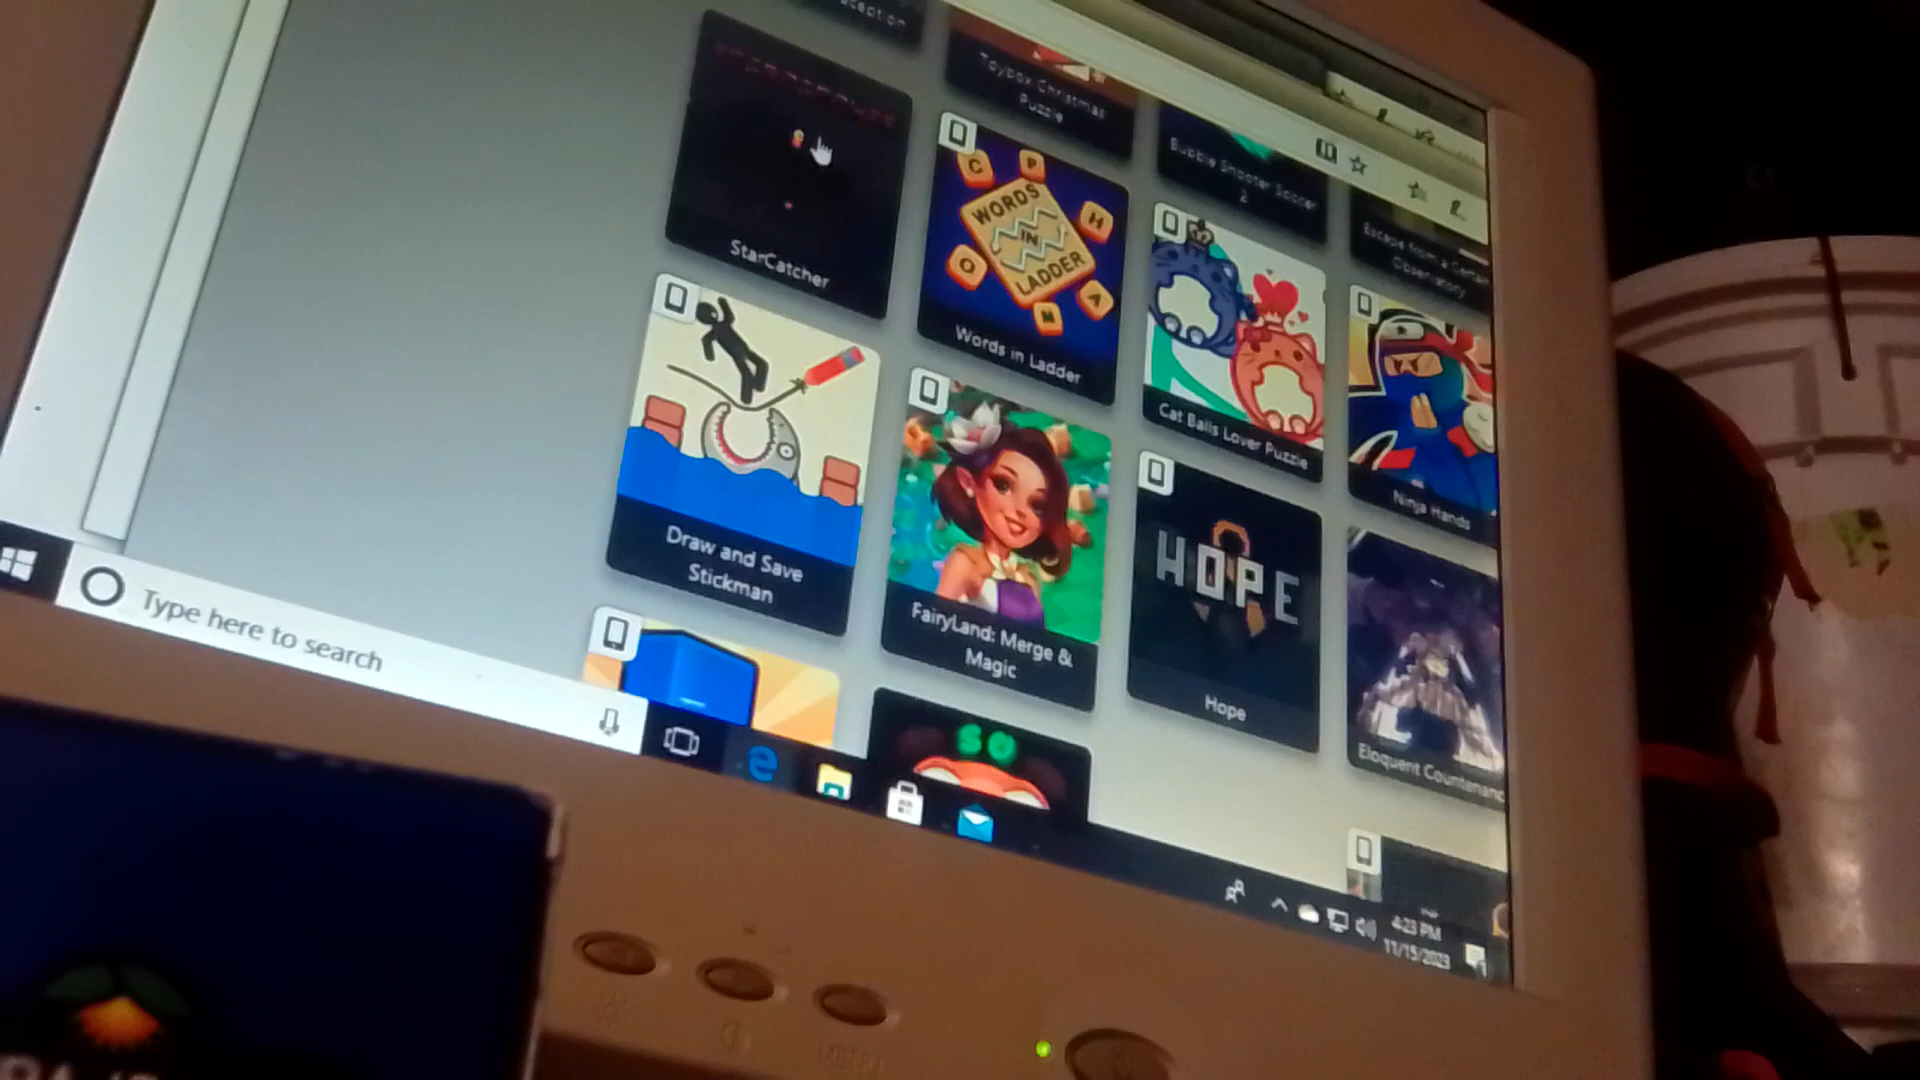 Toybox Christmas
Puzzle
Bubble Shooter Soccer
2
Escape from a Certain
Observatory
StarCatcher
C
P
H
O
A
M
WORDS
IN
LADDER
Words in Ladder
Cat Balls Lover Puzzle
Ninja Hands
Draw and Save
Stickman
FairyLand: Merge &
Magic
HOPE
Hope
Eloquent Countenanc
SO
Type here to search
4:23 PM
11/15/2023
MENU